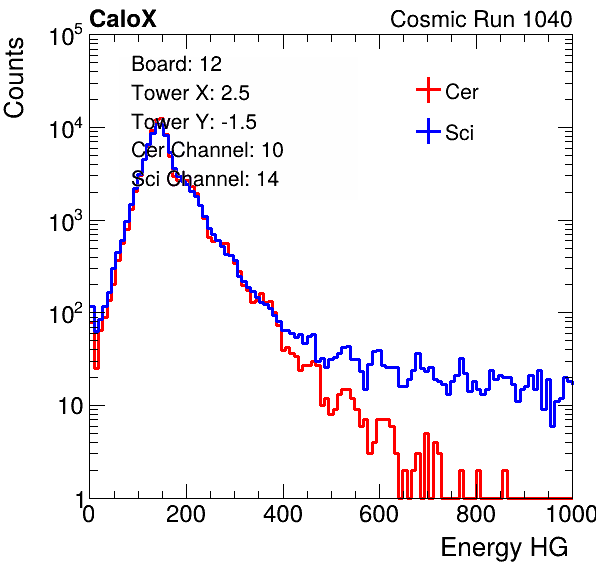 CaloX
Cosmic Run 1040
Counts
Board: 12
Tower X: 2.5
Tower Y: -1.5
Cer Channel: 10
Sci Channel: 14
Cer
Sci
10^5
10^4
10^3
10^2
10
1
0 200 400 600 800 1000
Energy HG